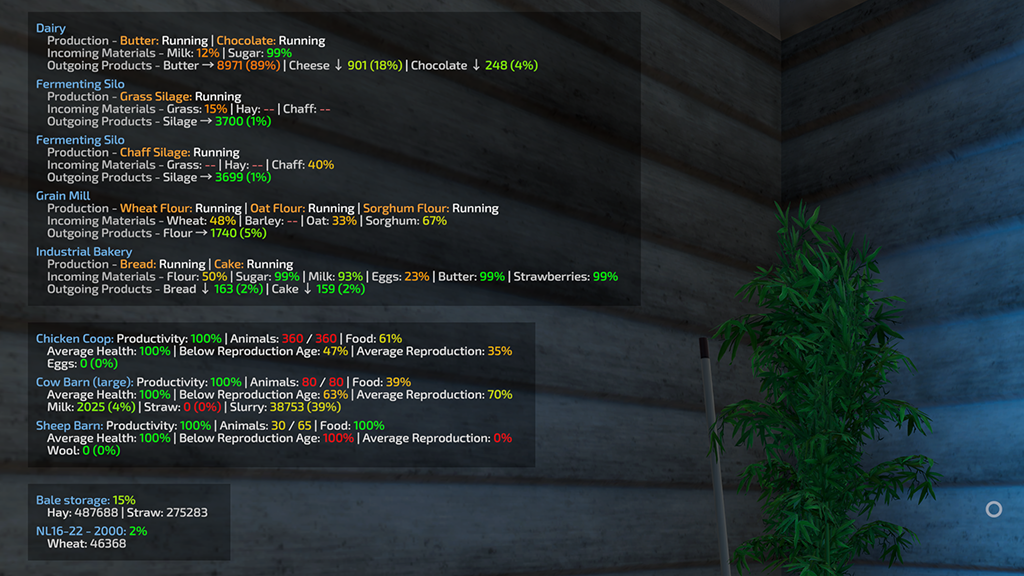 Dairy
Production - Butter: Running | Chocolate: Running
Incoming Materials - Milk: 12% | Sugar: 99%
Outgoing Products - Butter → 8971 (89%) | Cheese ↓ 901 (18%) | Chocolate ↓ 248 (4%)
Fermenting Silo
Production - Grass Silage: Running
Incoming Materials - Grass: 15% | Hay: -- | Chaff: --
Outgoing Products - Silage → 3700 (1%)
Fermenting Silo
Production - Chaff Silage: Running
Incoming Materials - Grass: -- | Hay: -- | Chaff: 40%
Outgoing Products - Silage → 3699 (1%)
Grain Mill
Production - Wheat Flour: Running | Oat Flour: Running | Sorghum Flour: Running
Incoming Materials - Wheat: 48% | Barley: -- | Oat: 33% | Sorghum: 67%
Outgoing Products - Flour → 1740 (5%)
Industrial Bakery
Production - Bread: Running | Cake: Running
Incoming Materials - Flour: 50% | Sugar: 99% | Milk: 93% | Eggs: 23% | Butter: 99% | Strawberries: 99%
Outgoing Products - Bread ↓ 163 (2%) | Cake ↓ 159 (2%)
Chicken Coop: Productivity: 100% | Animals: 360 / 360 | Food: 61%
Average Health: 100% | Below Reproduction Age: 47% | Average Reproduction: 35%
Eggs: 0 (0%)
Cow Barn (large): Productivity: 100% | Animals: 80 / 80 | Food: 39%
Average Health: 100% | Below Reproduction Age: 63% | Average Reproduction: 70%
Milk: 2025 (4%) | Straw: 0 (0%) | Slurry: 38753 (39%)
Sheep Barn: Productivity: 100% | Animals: 30 / 65 | Food: 100%
Average Health: 100% | Below Reproduction Age: 100% | Average Reproduction: 0%
Wool: 0 (0%)
Bale storage: 15%
Hay: 487688 | Straw: 275283
NL16-22 - 2000: 2%
Wheat: 46368